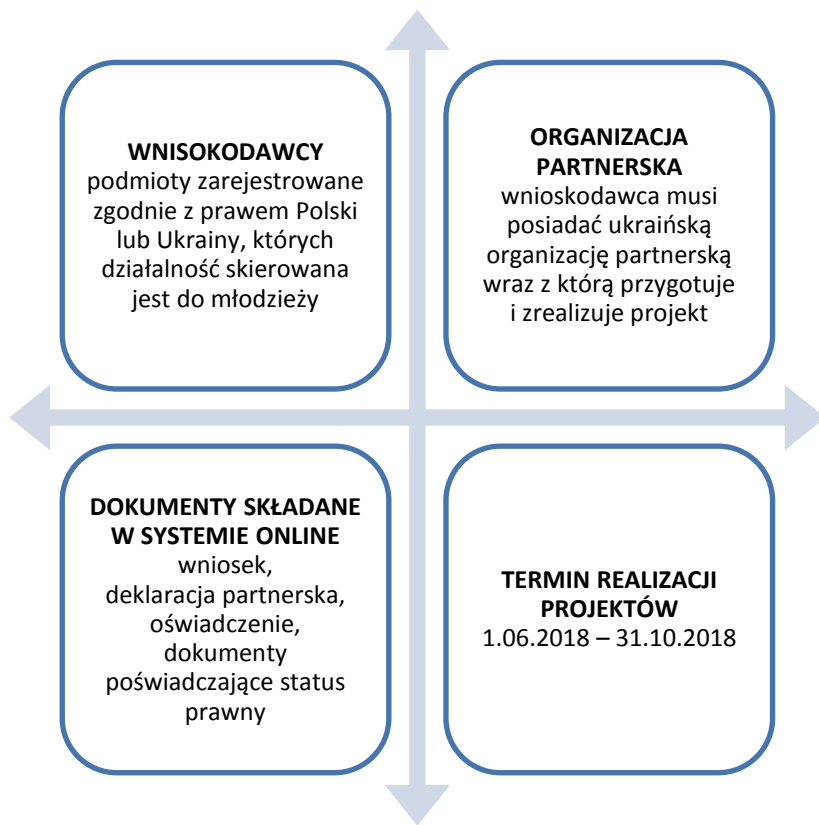 WNISOKODAWCY
podmioty zarejestrowane
zgodnie z prawem Polski
lub Ukrainy, których
działalność skierowana
jest do młodzieży
ORGANIZACJA
PARTNERSKA
wnioskodawca musi
posiadać ukraińską
organizację partnerską
wraz z którą przygotuje
i zrealizuje projekt
DOKUMENTY SKŁADANE
W SYSTEMIE ONLINE
wniosek,
deklaracja partnerska,
oświadczenie,
dokumenty
poświadczające status
prawny
TERMIN REALIZACJI
PROJEKTÓW
1.06.2018 – 31.10.2018